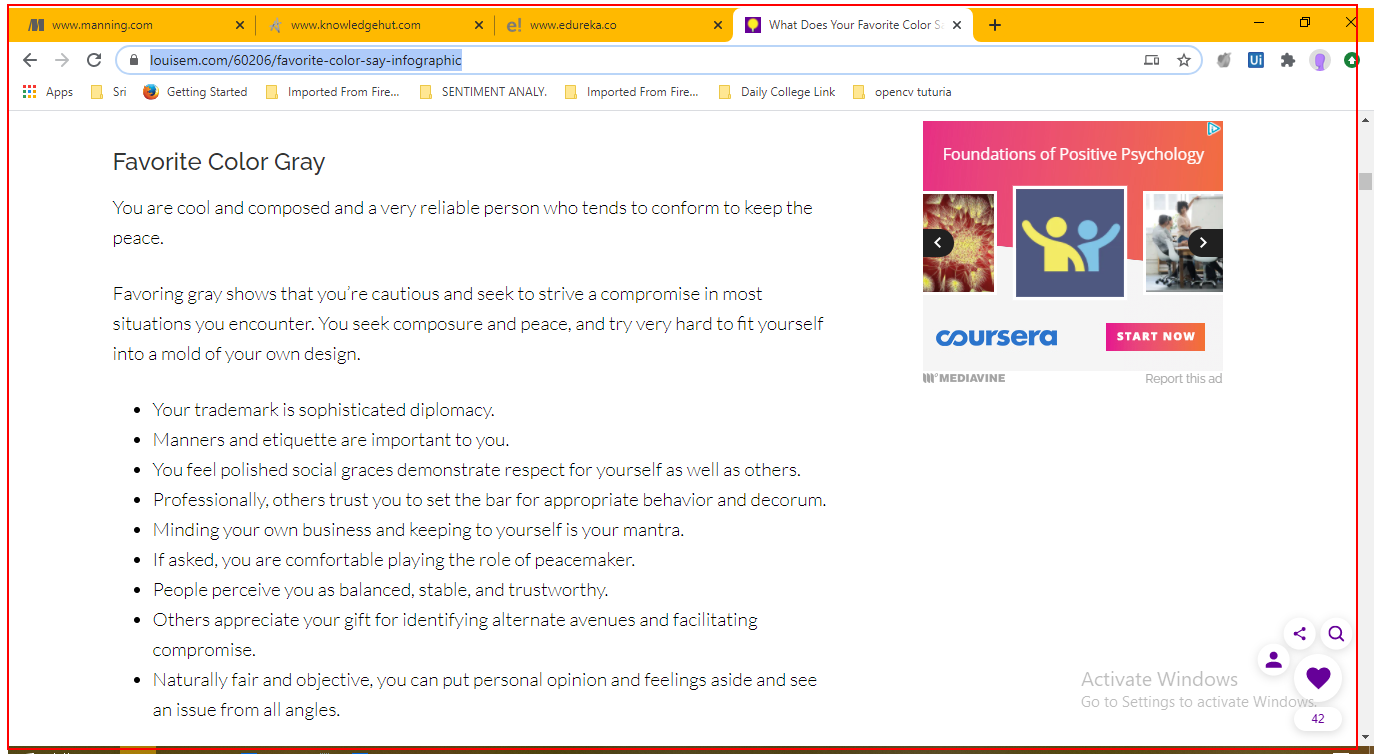 www.manning.com
www.knowledgehut.com
e! www.edureka.co
What Does Your Favorite Color S
louisem.com/60206/favorite-color-say-infographic
Ui
Apps
Sri
Getting Started
Imported From Fire...
SENTIMENT ANALY.
Imported From Fire...
Daily College Link
opencv tuturia
Favorite Color Gray
You are cool and composed and a very reliable person who tends to conform to keep the
peace.
Favoring gray shows that you're cautious and seek to strive a compromise in most
situations you encounter. You seek composure and peace, and try very hard to fit yourself
into a mold of your own design.
• Your trademark is sophisticated diplomacy.
• Manners and etiquette are important to you.
• You feel polished social graces demonstrate respect for yourself as well as others.
• Professionally, others trust you to set the bar for appropriate behavior and decorum.
• Minding your own business and keeping to yourself is your mantra.
• If asked, you are comfortable playing the role of peacemaker.
• People perceive you as balanced, stable, and trustworthy.
• Others appreciate your gift for identifying alternate avenues and facilitating
compromise.
• Naturally fair and objective, you can put personal opinion and feelings aside and see
an issue from all angles.
Foundations of Positive Psychology
coursera
START NOW
MEDIAVINE
Report this ad
Activate Windows
Go to Settings to activate Windows.
42